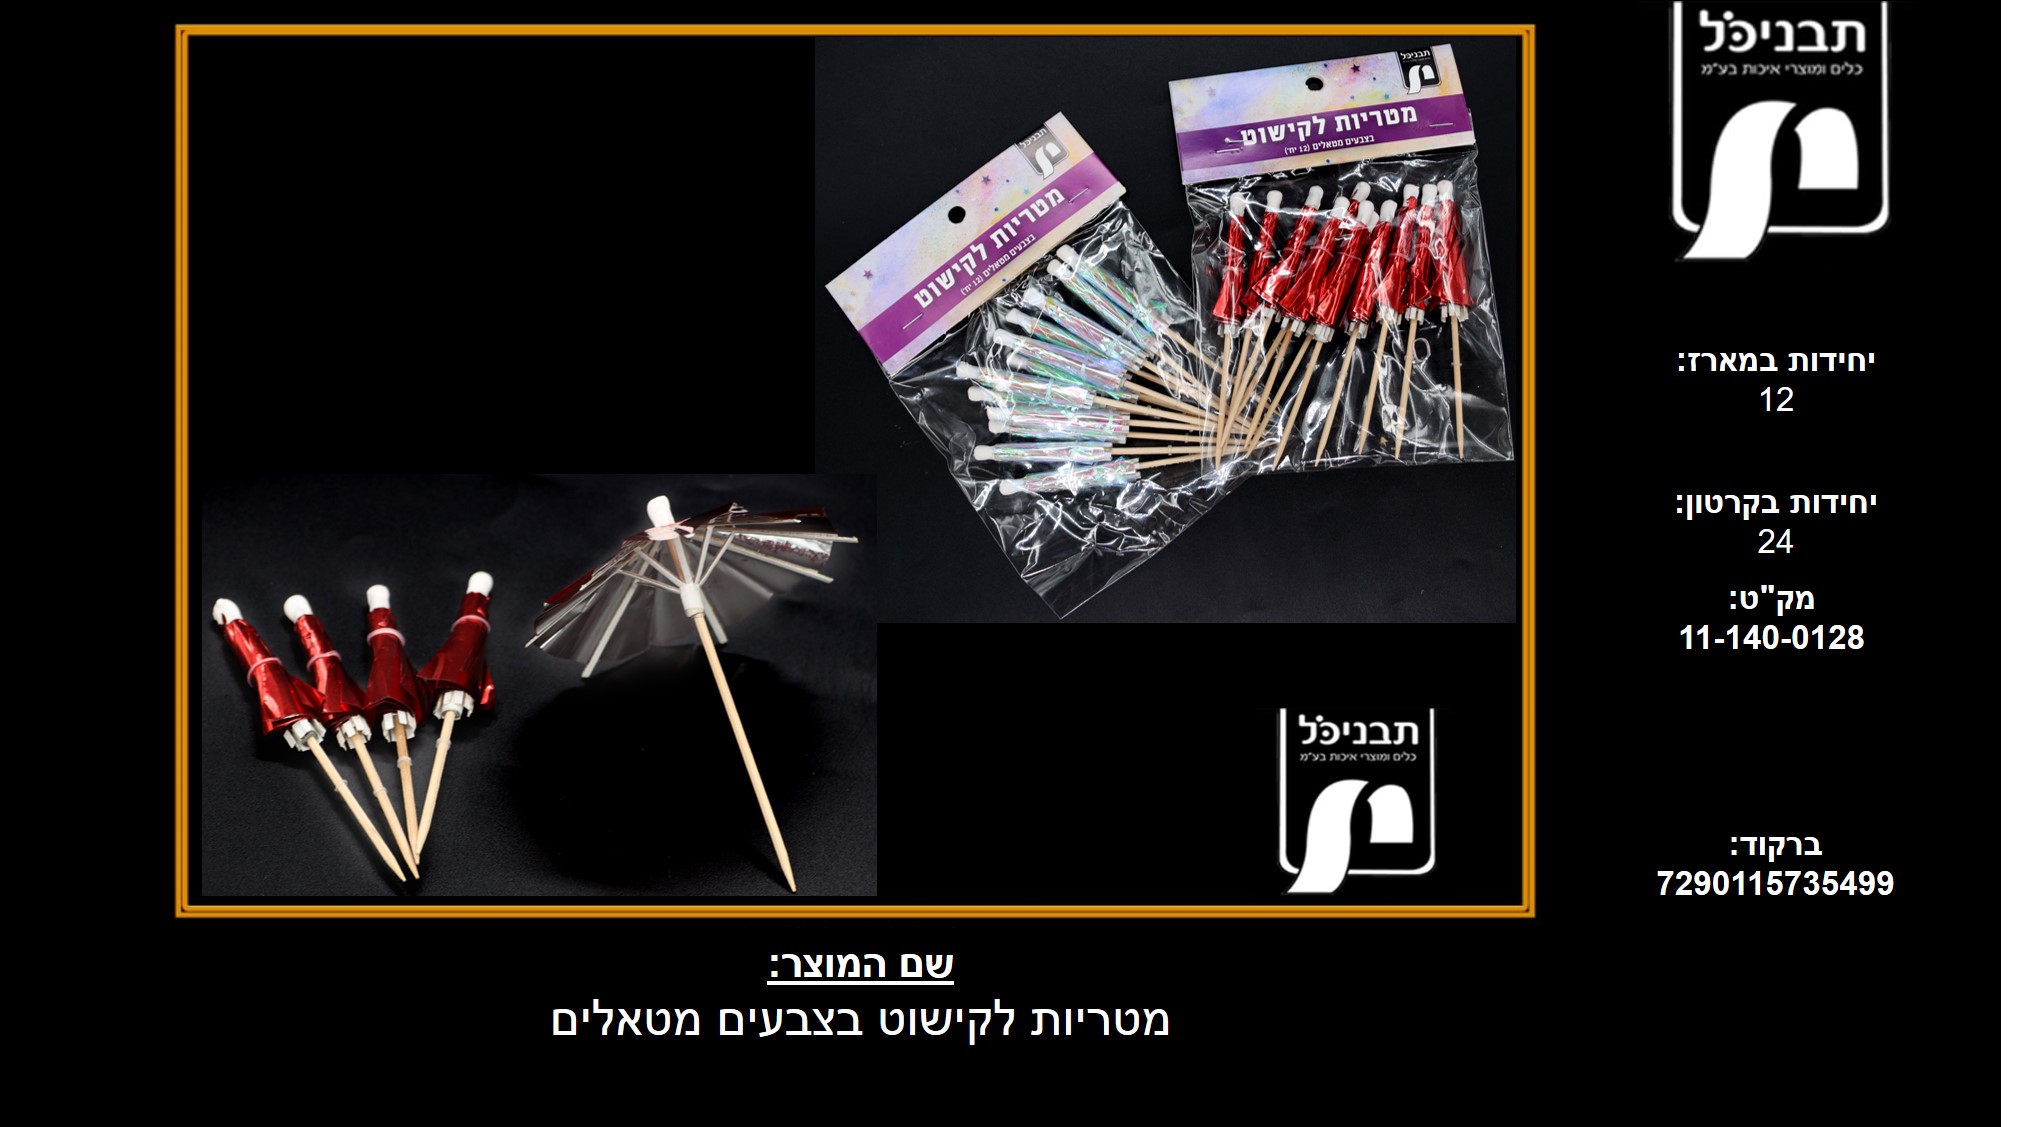 תבניכל
כלים ומוצרי איכות בע"מ
תבניכל
מטריות לקישוט
בצבעים מטאלים (12 יח')
תבניכל
מטריות לקישוט
בצבעים מטאלים (12 יח')
יחידות במארז:
12
יחידות בקרטון:
24
מק"ט:
11-140-0128
ברקוד:
7290115735499
תבניכל
כלים ומוצרי איכות בע"מ
שם המוצר:
מטריות לקישוט בצבעים מטאלים